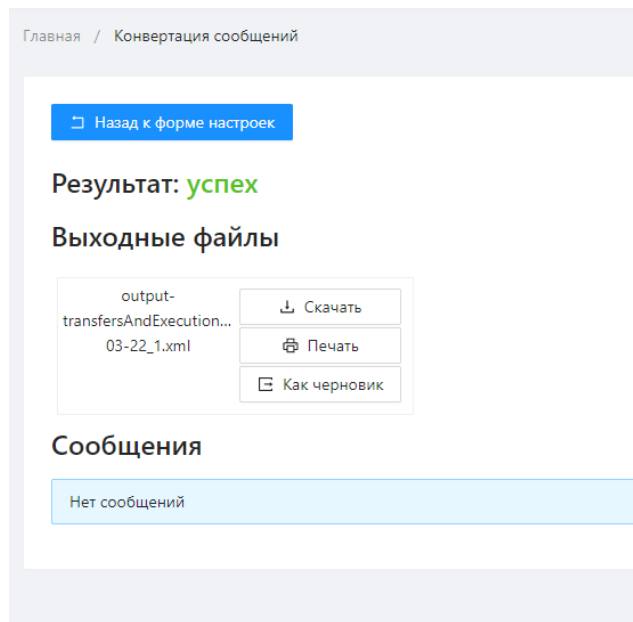 Главная / Конвертация сообщений
Назад к форме настроек
Результат: успех
Выходные файлы
output-
transfersAndExecution...
03-22_1.xml
Скачать
Печать
Как черновик
Сообщения
Нет сообщений